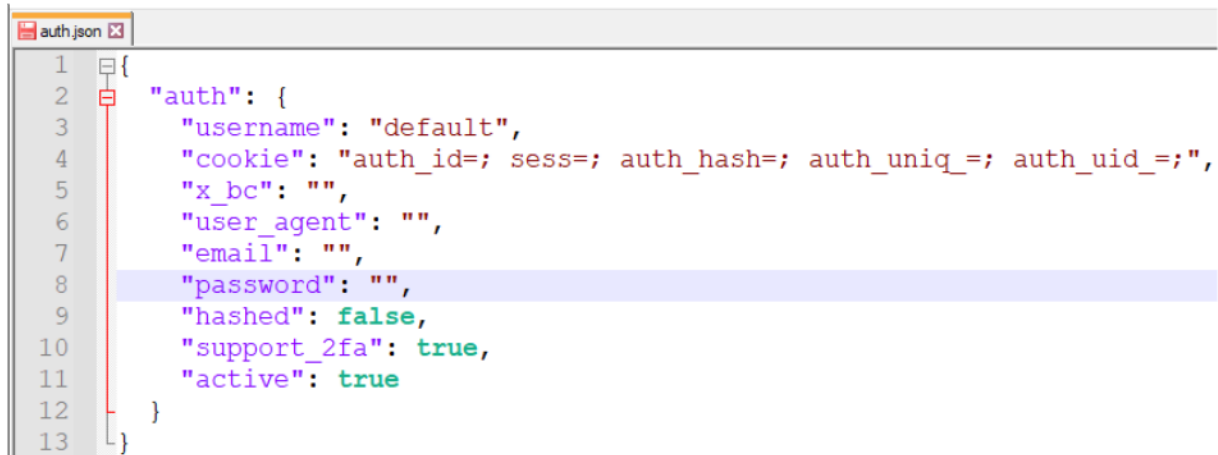 auth.json
1 {
2 "auth": {
3 "username": "default",
4 "cookie": "auth_id=; sess=; auth_hash=; auth_uniq_=; auth_uid_=;",
5 "x_bc": "",
6 "user_agent": "",
7 "email": "",
8 "password": "",
9 "hashed": false,
10 "support_2fa": true,
11 "active": true
12 }
13 }